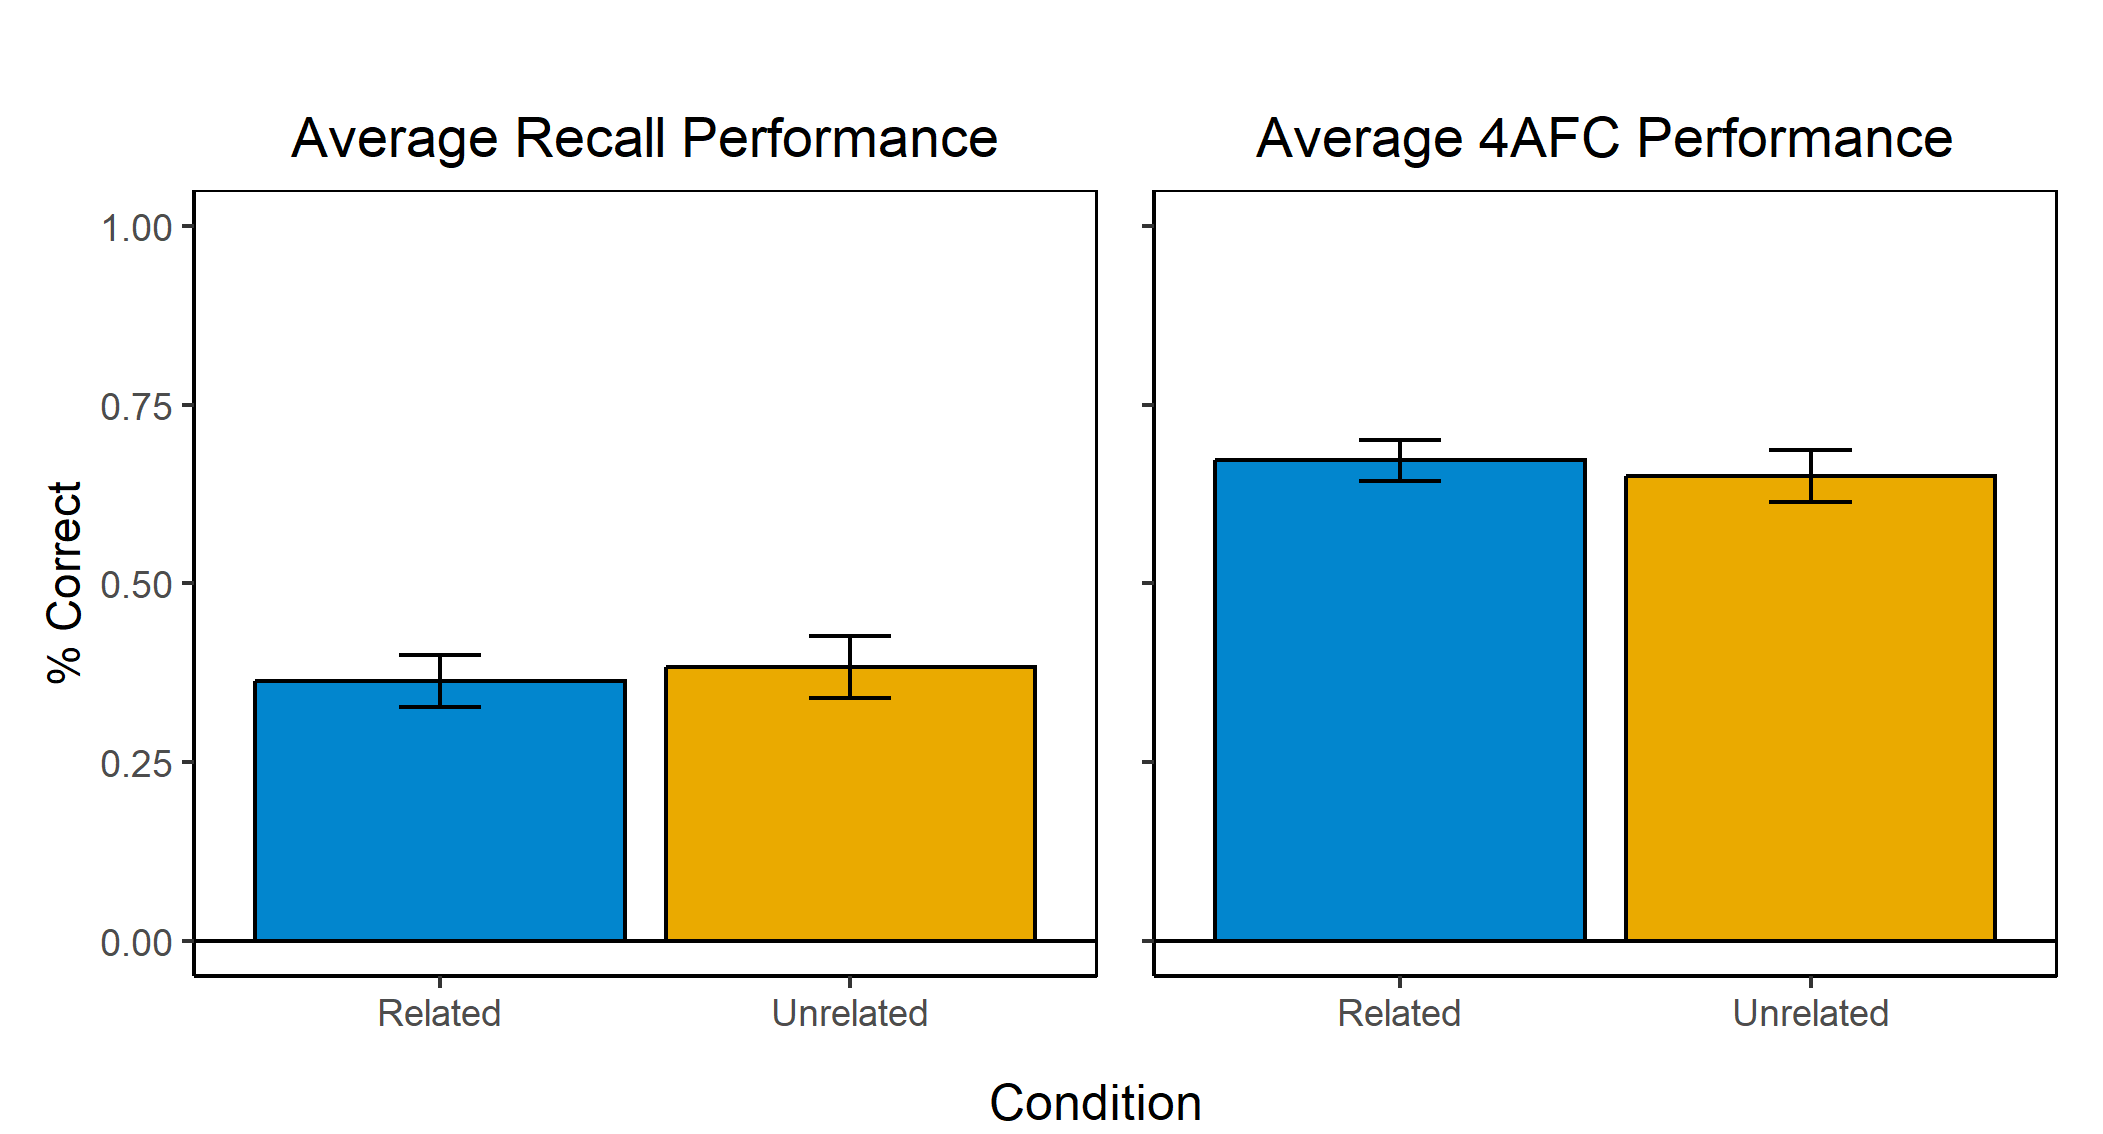 Average Recall Performance
Average 4AFC Performance
% Correct
1.00
0.75
0.50
0.25
0.00
Related
Unrelated
Related
Unrelated
Condition